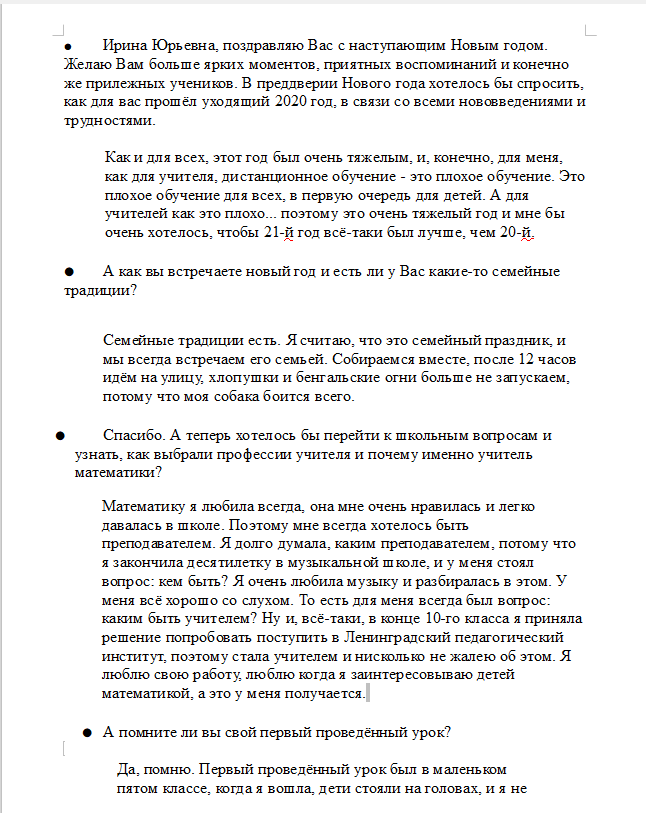 ● Ирина Юрьевна, поздравляю Вас с наступающим Новым годом.
Желаю Вам больше ярких моментов, приятных воспоминаний и конечно
же прилежных учеников. В преддверии Нового года хотелось бы спросить,
как для вас прошёл уходящий 2020 год, в связи со всеми нововведениями и
трудностями.
Как и для всех, этот год был очень тяжелым, и, конечно, для меня,
как для учителя, дистанционное обучение - это плохое обучение. Это
плохое обучение для всех, в первую очередь для детей. А для
учителей как это плохо... поэтому это очень тяжелый год и мне бы
очень хотелось, чтобы 21-й год всё-таки был лучше, чем 20-й.
● А как вы встречаете новый год и есть ли у Вас какие-то семейные
традиции?
Семейные традиции есть. Я считаю, что это семейный праздник, и
мы всегда встречаем его семьей. Собираемся вместе, после 12 часов
идём на улицу, хлопушки и бенгальские огни больше не запускаем,
потому что моя собака боится всего.
● Спасибо. А теперь хотелось бы перейти к школьным вопросам и
узнать, как выбрали профессии учителя и почему именно учитель
математики?
Математику я любила всегда, она мне очень нравилась и легко
давалась в школе. Поэтому мне всегда хотелось быть
преподавателем. Я долго думала, каким преподавателем, потому что
я закончила десятилетку в музыкальной школе, и у меня стоял
вопрос: кем быть? Я очень любила музыку и разбиралась в этом. У
меня всё хорошо со слухом. То есть для меня всегда был вопрос:
каким быть учителем? Ну и, всё-таки, в конце 10-го класса я приняла
решение попробовать поступить в Ленинградский педагогический
институт, поэтому стала учителем и нисколько не жалею об этом. Я
люблю свою работу, люблю когда я заинтересовываю детей
математикой, а это у меня получается.
● А помните ли вы свой первый проведённый урок?
Да, помню. Первый проведённый урок был в маленьком
пятом классе, когда я вошла, дети стояли на головах, и я не